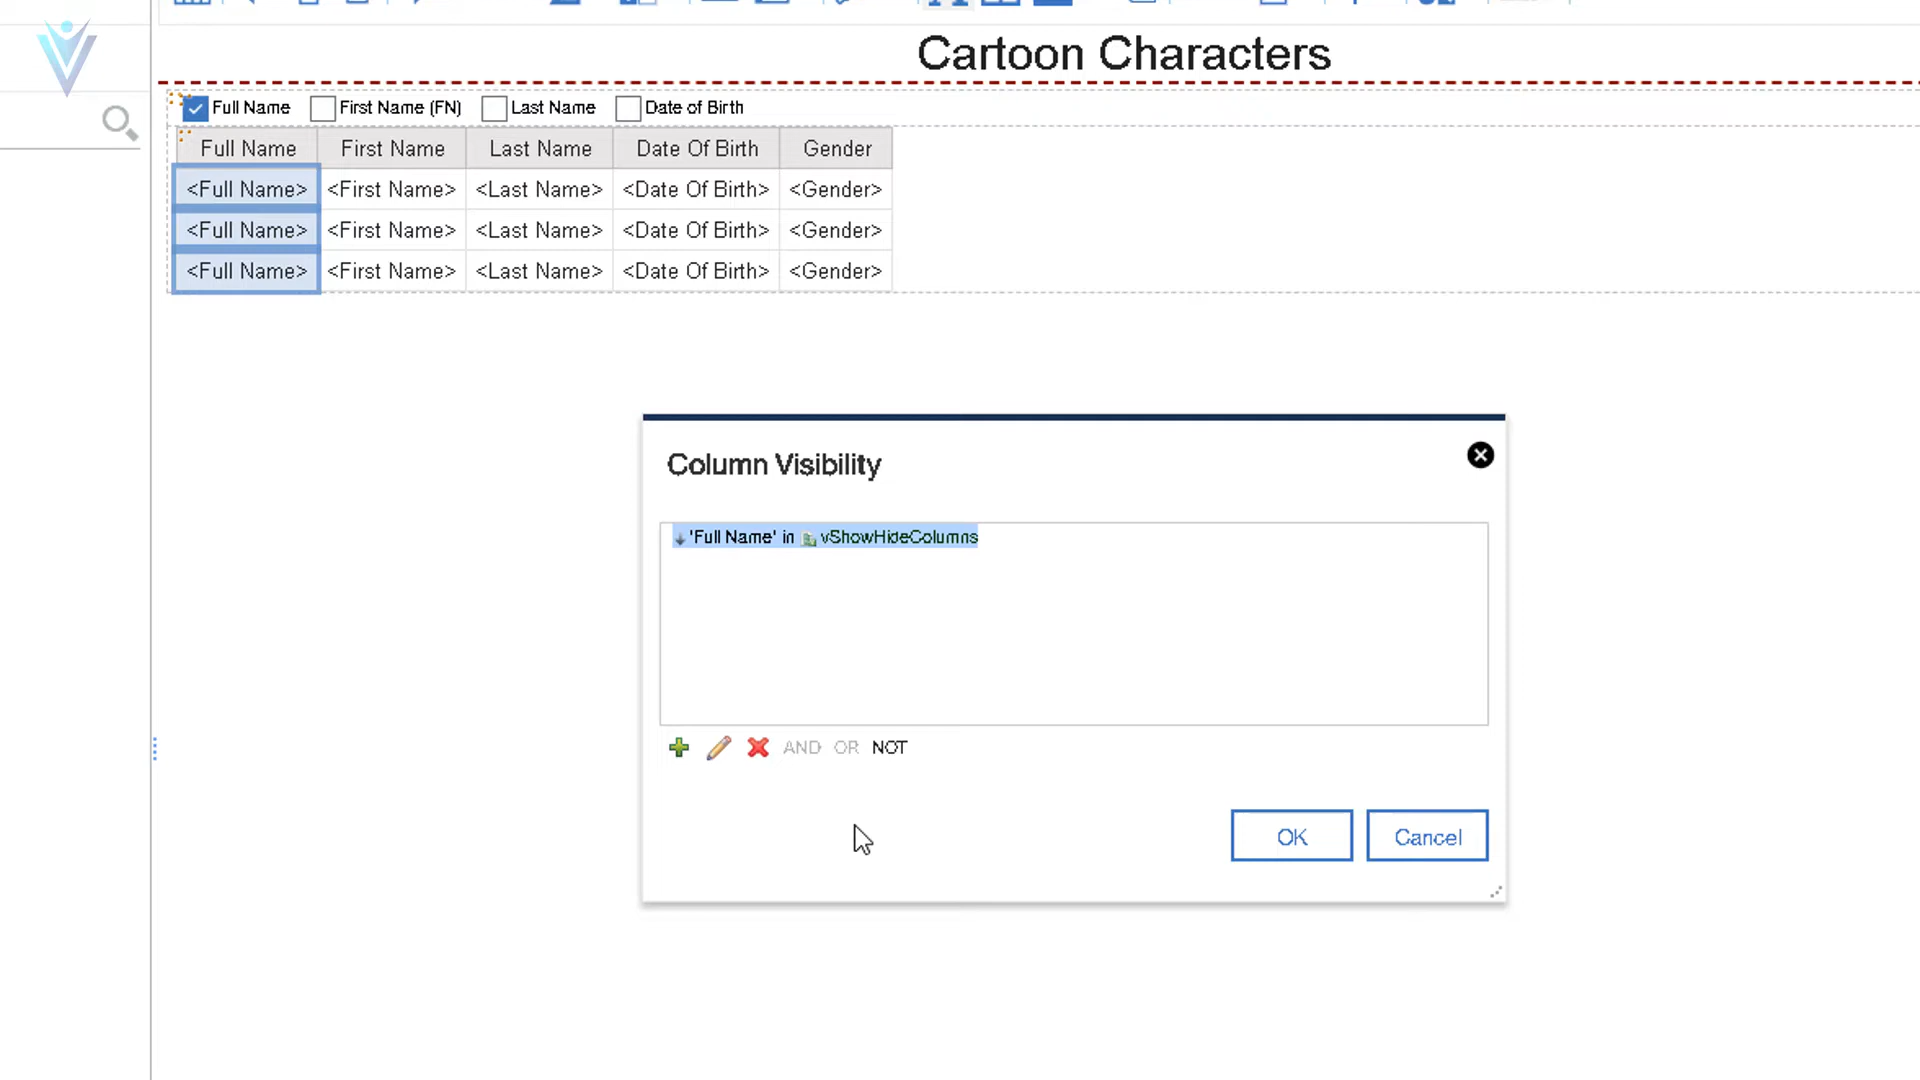 Cartoon Characters
Full Name First Name (FN) Last Name Date of Birth
Full Name First Name Last Name Date Of Birth Gender
<Full Name> <First Name> <Last Name> <Date Of Birth> <Gender>
<Full Name> <First Name> <Last Name> <Date Of Birth> <Gender>
<Full Name> <First Name> <Last Name> <Date Of Birth> <Gender>
Column Visibility
'Full Name' in vShowHideColumns
AND OR NOT
OK Cancel